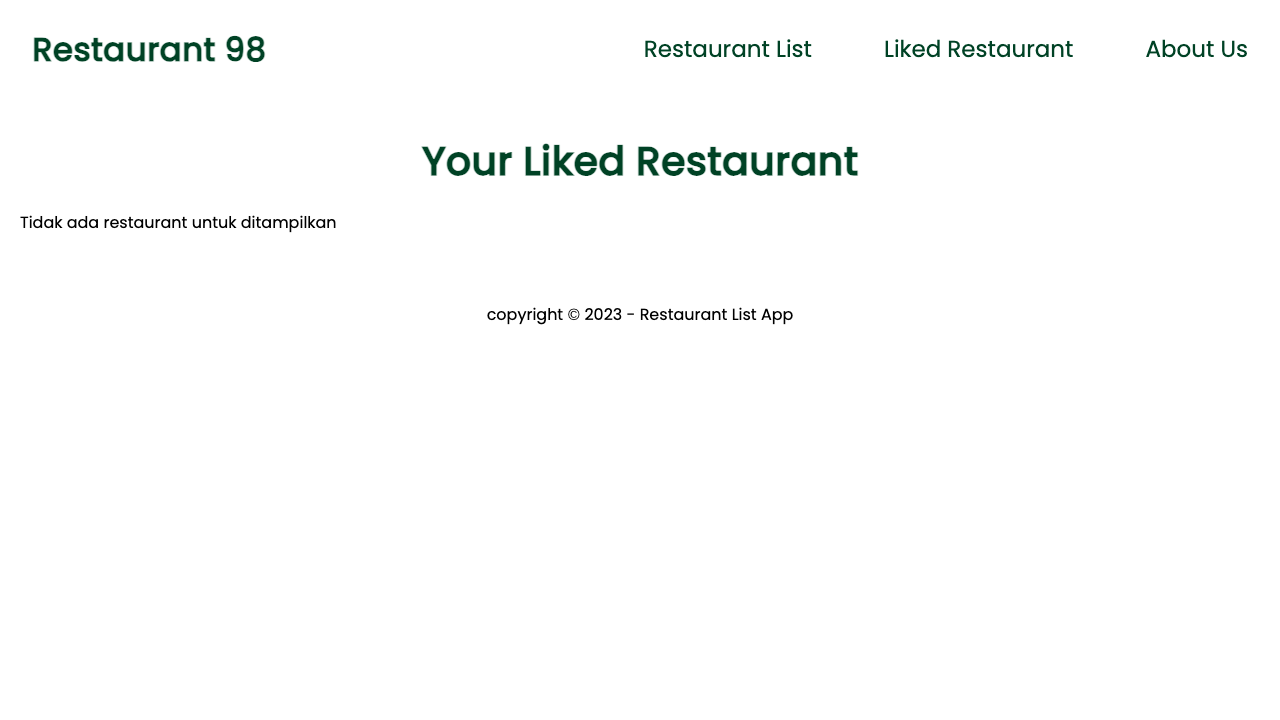 Restaurant 98
Restaurant List
Liked Restaurant
About Us
Your Liked Restaurant
Tidak ada restaurant untuk ditampilkan
copyright © 2023 - Restaurant List App